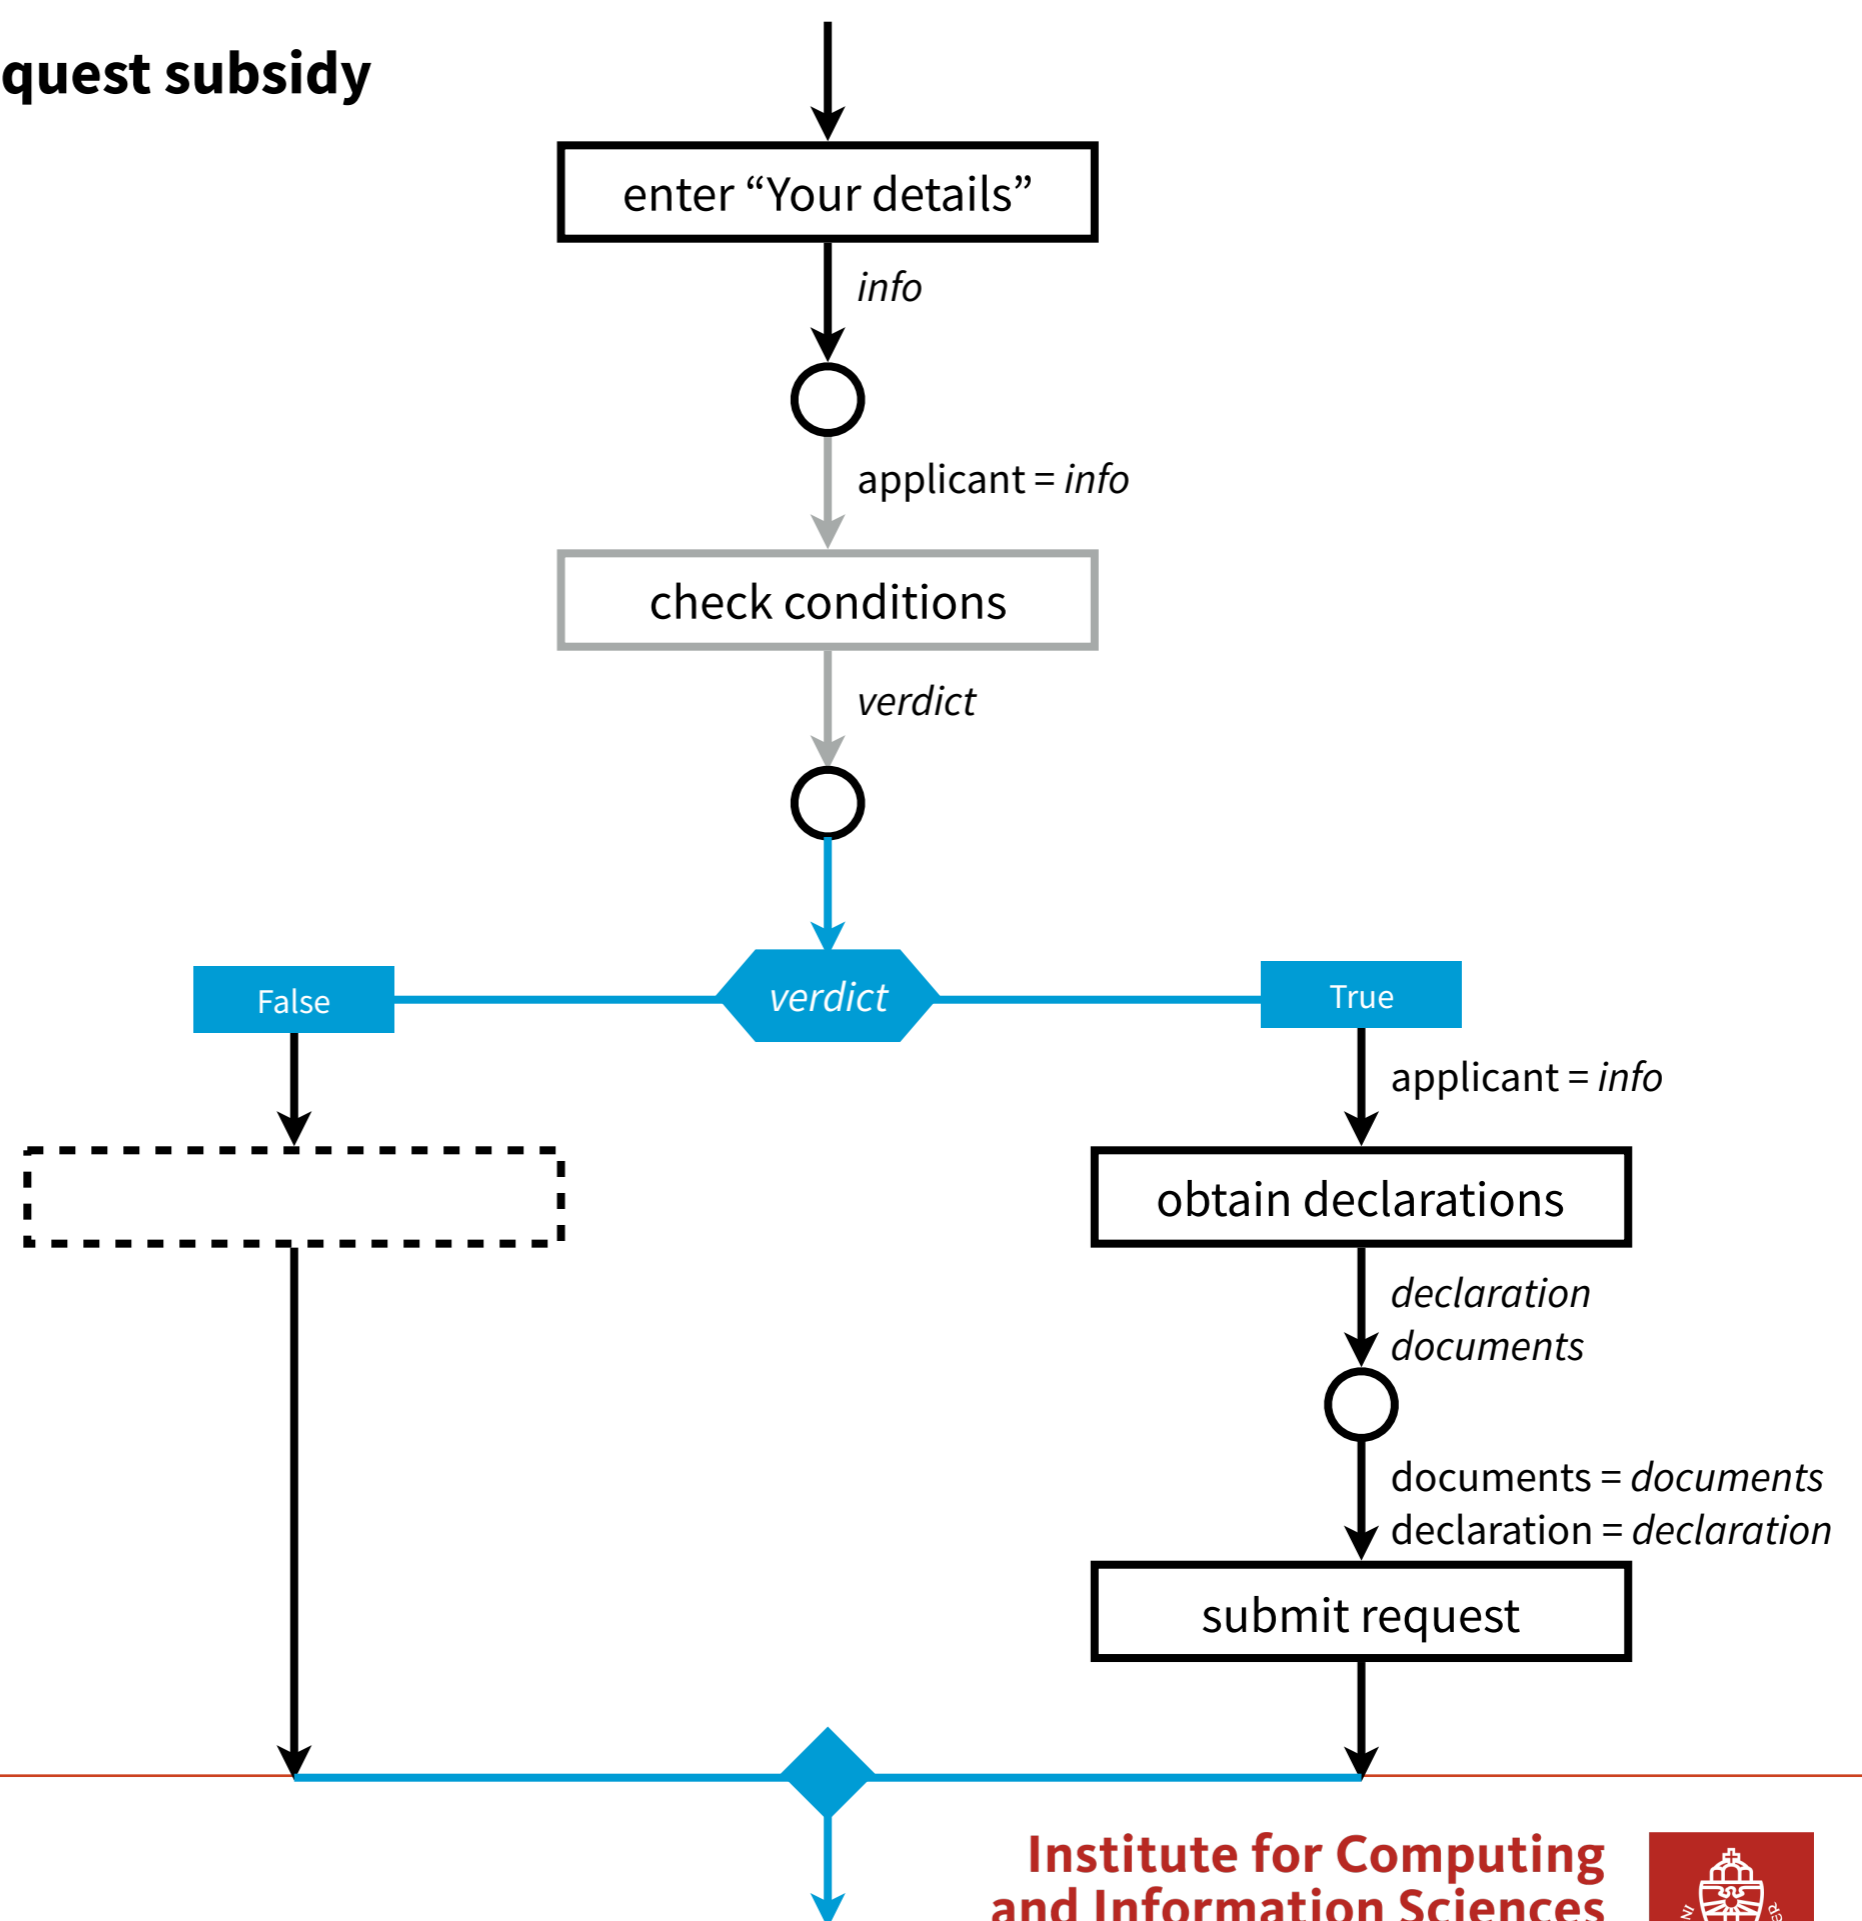 quest subsidy
enter “Your details”
info
applicant = info
check conditions
verdict
verdict
False
True
applicant = info
obtain declarations
declaration
documents
documents = documents
declaration = declaration
submit request
Institute for Computing
and Information Sciences